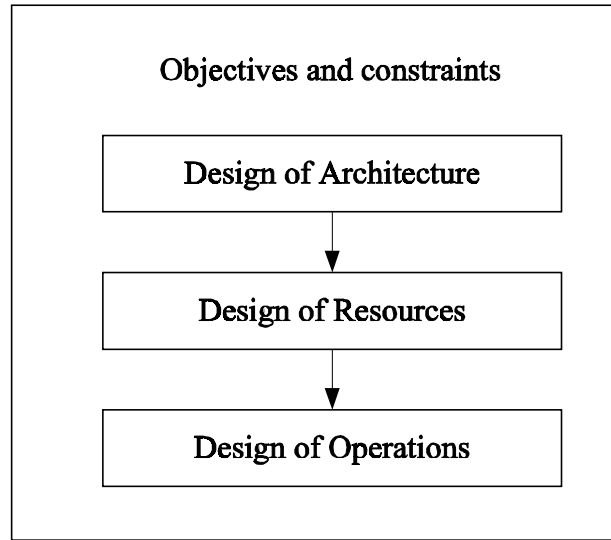 Objectives and constraints
Design of Architecture
Design of Resources
Design of Operations